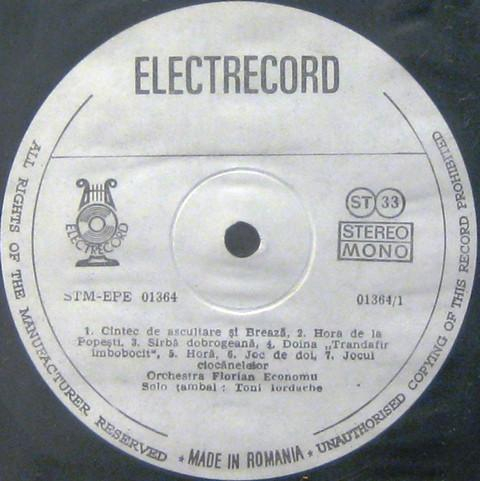 ELECTRECORD
ALL RIGHTS OF THE MANUFACTURER RESERVED
ELECTRECORD
ST 33
STEREO
MONO
STM-EPE 01364
01364/1
1. Cîntec de ascultare şi Brează, 2. Hora de la
Popeşti, 3. Sîrbă dobrogeană, 4. Doina „Trandafir
îmbobocit“, 5. Horă, 6. Joc de doi, 7. Jocul
ciocănelelor
Orchestra Florian Economu
Solo ţambal: Toni Iordache
* MADE IN ROMANIA *
UNAUTHORISED COPYING OF THIS RECORD PROHIBITED